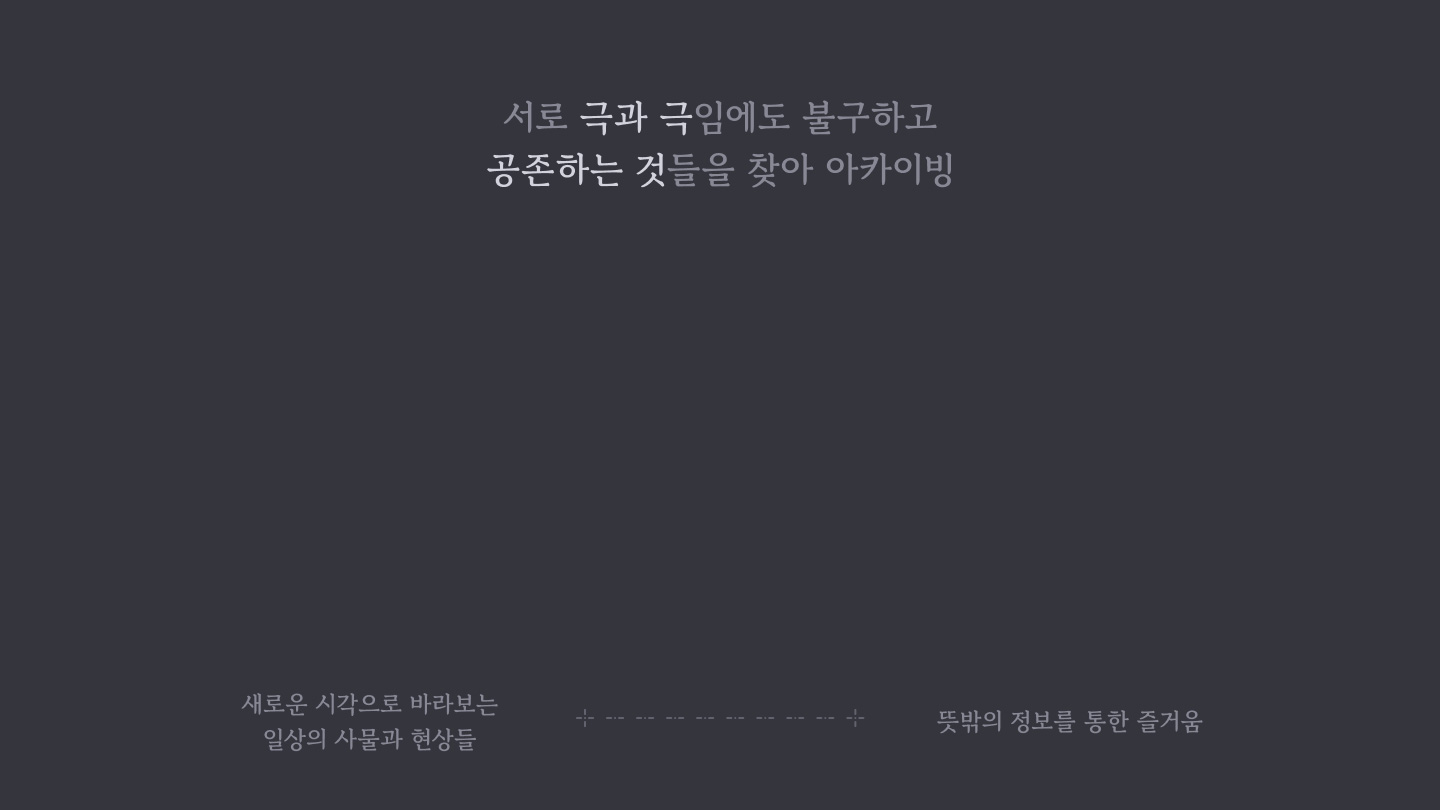 서로 극과 극임에도 불구하고
공존하는 것들을 찾아 아카이빙
새로운 시각으로 바라보는
일상의 사물과 현상들
뜻밖의 정보를 통한 즐거움